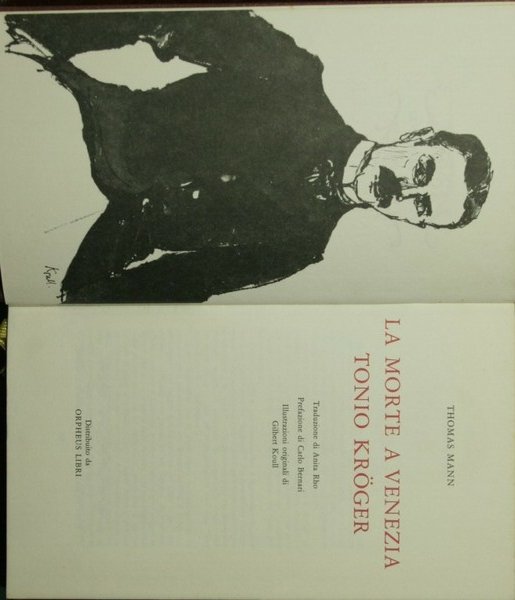 Koull.
THOMAS MANN
LA MORTE A VENEZIA
TONIO KRÖGER
Traduzione di Anita Rho
Prefazione di Carlo Bernari
Illustrazioni originali di
Gilbert Koull
Distribuito da
ORPHEUS LIBRI